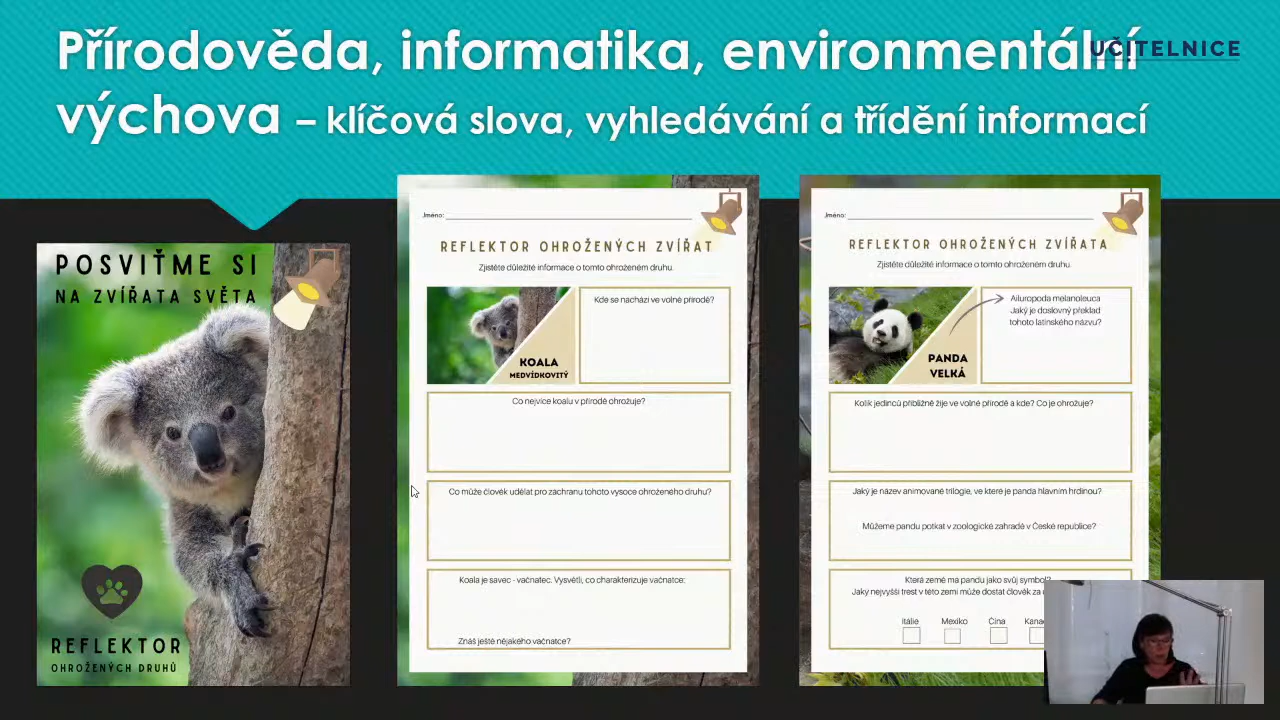 Přírodověda, informatika, environmentální
UČITELNICE
výchova – klíčová slova, vyhledávání a třídění informací
POSVIŤME SI
NA ZVÍŘATA SVĚTA
REFLEKTOR
OHROŽENÝCH DRUHŮ
Jméno:
REFLEKTOR OHROŽENÝCH ZVÍŘAT
Zjistěte důležité informace o tomto ohroženém druhu.
KOALA
MEDVÍDKOVITÝ
Kde se nachází ve volné přírodě?
Co nejvíce koalu v přírodě ohrožuje?
Co může člověk udělat pro zachranu tohoto vysoce ohroženého druhu?
Koala je savec - vačnatec. Vysvětli, co charakterizuje vačnatce:
Znáš ještě nějakého vačnatce?
Jméno:
REFLEKTOR OHROŽENÝCH ZVÍŘATA
Zjistěte důležité informace o tomto ohroženém druhu.
PANDA
VELKÁ
Ailuropoda melanoleuca
Jaký je doslovný překlad
tohoto latinského názvu?
Kolik jedinců přibližně žije ve volné přírodě a kde? Co je ohrožuje?
Jaký je název animované trilogie, ve které je panda hlavním hrdinou?
Můžeme pandu potkat v zoologické zahradě v České republice?
Která země má pandu jako svůj symbol?
Jaký nejvyšší trest v této zemi může dostat člověk za
Itálie Mexiko Čína